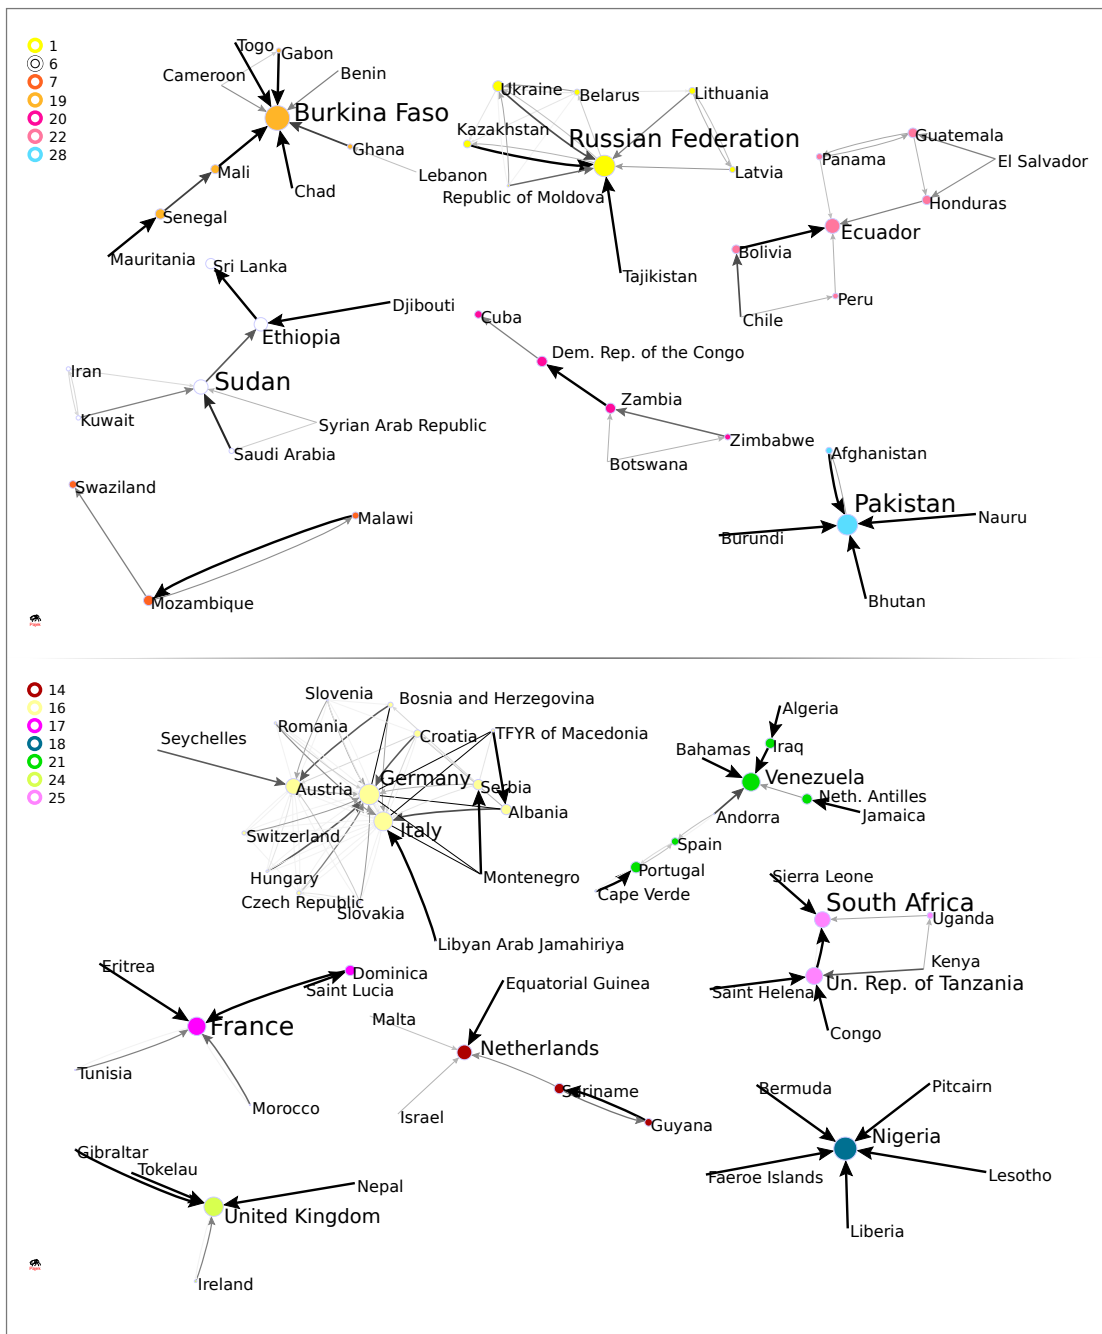 1
6
7
19
20
22
28
Togo
Gabon
Cameroon
Benin
Burkina Faso
Ghana
Lebanon
Mali
Chad
Senegal
Mauritania
Ukraine
Belarus
Lithuania
Kazakhstan
Russian Federation
Latvia
Republic of Moldova
Tajikistan
Guatemala
Panama
El Salvador
Honduras
Ecuador
Bolivia
Peru
Chile
Sri Lanka
Djibouti
Ethiopia
Iran
Sudan
Kuwait
Syrian Arab Republic
Saudi Arabia
Cuba
Dem. Rep. of the Congo
Zambia
Zimbabwe
Botswana
Afghanistan
Pakistan
Nauru
Burundi
Bhutan
Swaziland
Malawi
Mozambique
14
16
17
18
21
24
25
Slovenia
Bosnia and Herzegovina
Romania
Croatia
TFYR of Macedonia
Seychelles
Germany
Austria
Serbia
Albania
Italy
Switzerland
Hungary
Montenegro
Czech Republic
Slovakia
Libyan Arab Jamahiriya
Algeria
Iraq
Bahamas
Venezuela
Neth. Antilles
Jamaica
Andorra
Spain
Portugal
Cape Verde
Sierra Leone
South Africa
Uganda
Kenya
Un. Rep. of Tanzania
Saint Helena
Congo
Eritrea
Dominica
Saint Lucia
France
Tunisia
Morocco
Equatorial Guinea
Malta
Netherlands
Suriname
Israel
Guyana
Bermuda
Pitcairn
Nigeria
Faeroe Islands
Lesotho
Liberia
Gibraltar
Tokelau
Nepal
United Kingdom
Ireland